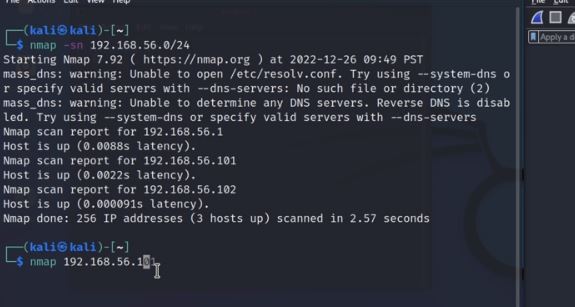 File Actions Edit View Help
File Edit
┌──(kali㉿kali)-[~]
└─$ nmap -sn 192.168.56.0/24
Apply a d
Starting Nmap 7.92 ( https://nmap.org ) at 2022-12-26 09:49 PST
mass_dns: warning: Unable to open /etc/resolv.conf. Try using --system-dns o
r specify valid servers with --dns-servers: No such file or directory (2)
mass_dns: warning: Unable to determine any DNS servers. Reverse DNS is disab
led. Try using --system-dns or specify valid servers with --dns-servers
Nmap scan report for 192.168.56.1
Host is up (0.0088s latency).
Nmap scan report for 192.168.56.101
Host is up (0.0022s latency).
Nmap scan report for 192.168.56.102
Host is up (0.000091s latency).
Nmap done: 256 IP addresses (3 hosts up) scanned in 2.57 seconds
┌──(kali㉿kali)-[~]
└─$ nmap 192.168.56.101